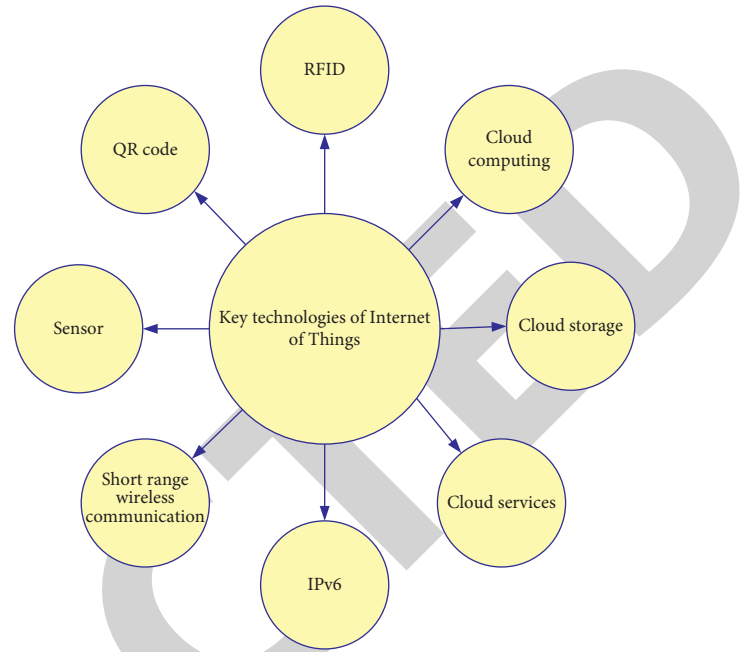 RFID
Cloud
computing
Cloud storage
Cloud services
IPv6
Short range
wireless
communication
Sensor
QR code
Key technologies of Internet
of Things
CTED